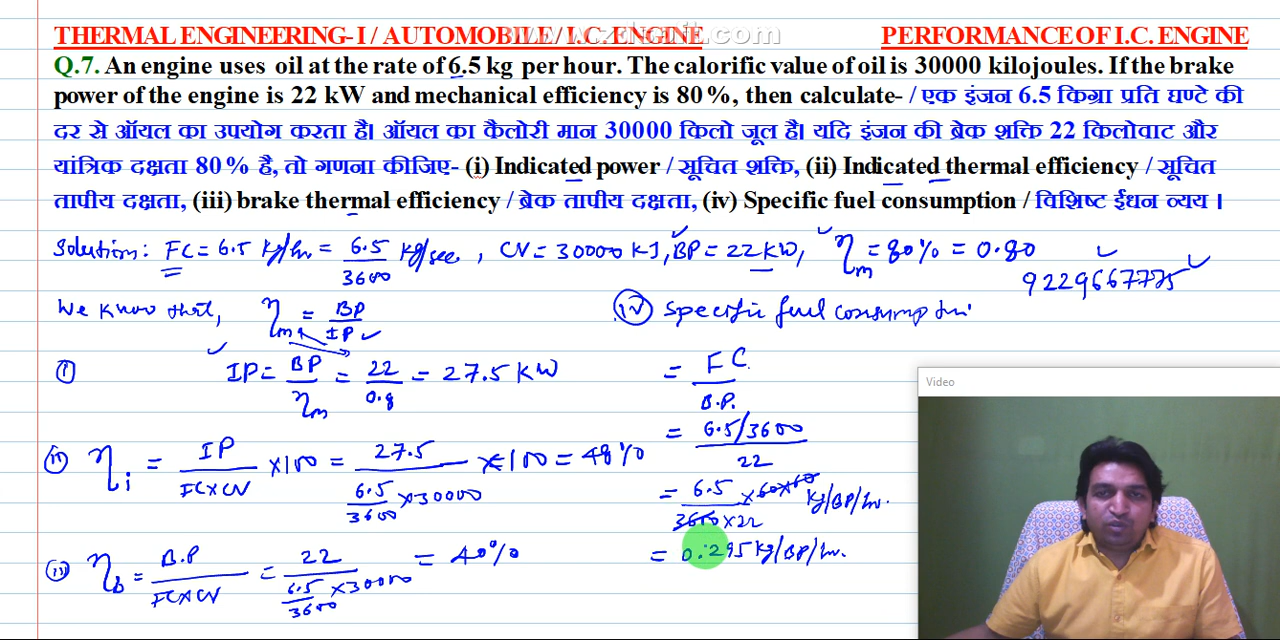 THERMAL ENGINEERING- I / AUTOMOBILE/ I.C. ENGINE PERFORMANCE OF I.C. ENGINE
Q.7. An engine uses oil at the rate of 6.5 kg per hour. The calorific value of oil is 30000 kilojoules. If the brake
power of the engine is 22 kW and mechanical efficiency is 80%, then calculate- / एक इंजन 6.5 किग्रा प्रति घण्टे की
दर से ऑयल का उपयोग करता है। ऑयल का कैलोरी मान 30000 किलो जूल है। यदि इंजन की ब्रेक शक्ति 22 किलोवाट और
यांत्रिक दक्षता 80% है, तो गणना कीजिए- (i) Indicated power / सूचित शक्ति, (ii) Indicated thermal efficiency / सूचित
तापीय दक्षता, (iii) brake thermal efficiency / ब्रेक तापीय दक्षता, (iv) Specific fuel consumption / विशिष्ट ईंधन व्यय ।
Solution: FC = 6.5 kg/hr = 6.5/3600 kg/sec, CV = 30000 KJ, BP = 22 KW, ηm = 80% = 0.80
9229667775
We know that, ηm = BP/IP
(i) IP = BP/ηm = 22/0.8 = 27.5 KW
(ii) ηi = IP/FC×CV ×100 = 27.5/6.5/3600 ×30000 ×100 = 48%
(iii) ηb = B.P/FC×CV = 22/6.5/3600 ×30000 = 40%
(iv) Specific fuel consumption
= FC/B.P.
= 6.5/3600/22
= 6.5/3600×22 ×60×60 kg/BP/hr.
= 0.295 kg/BP/hr.
Video